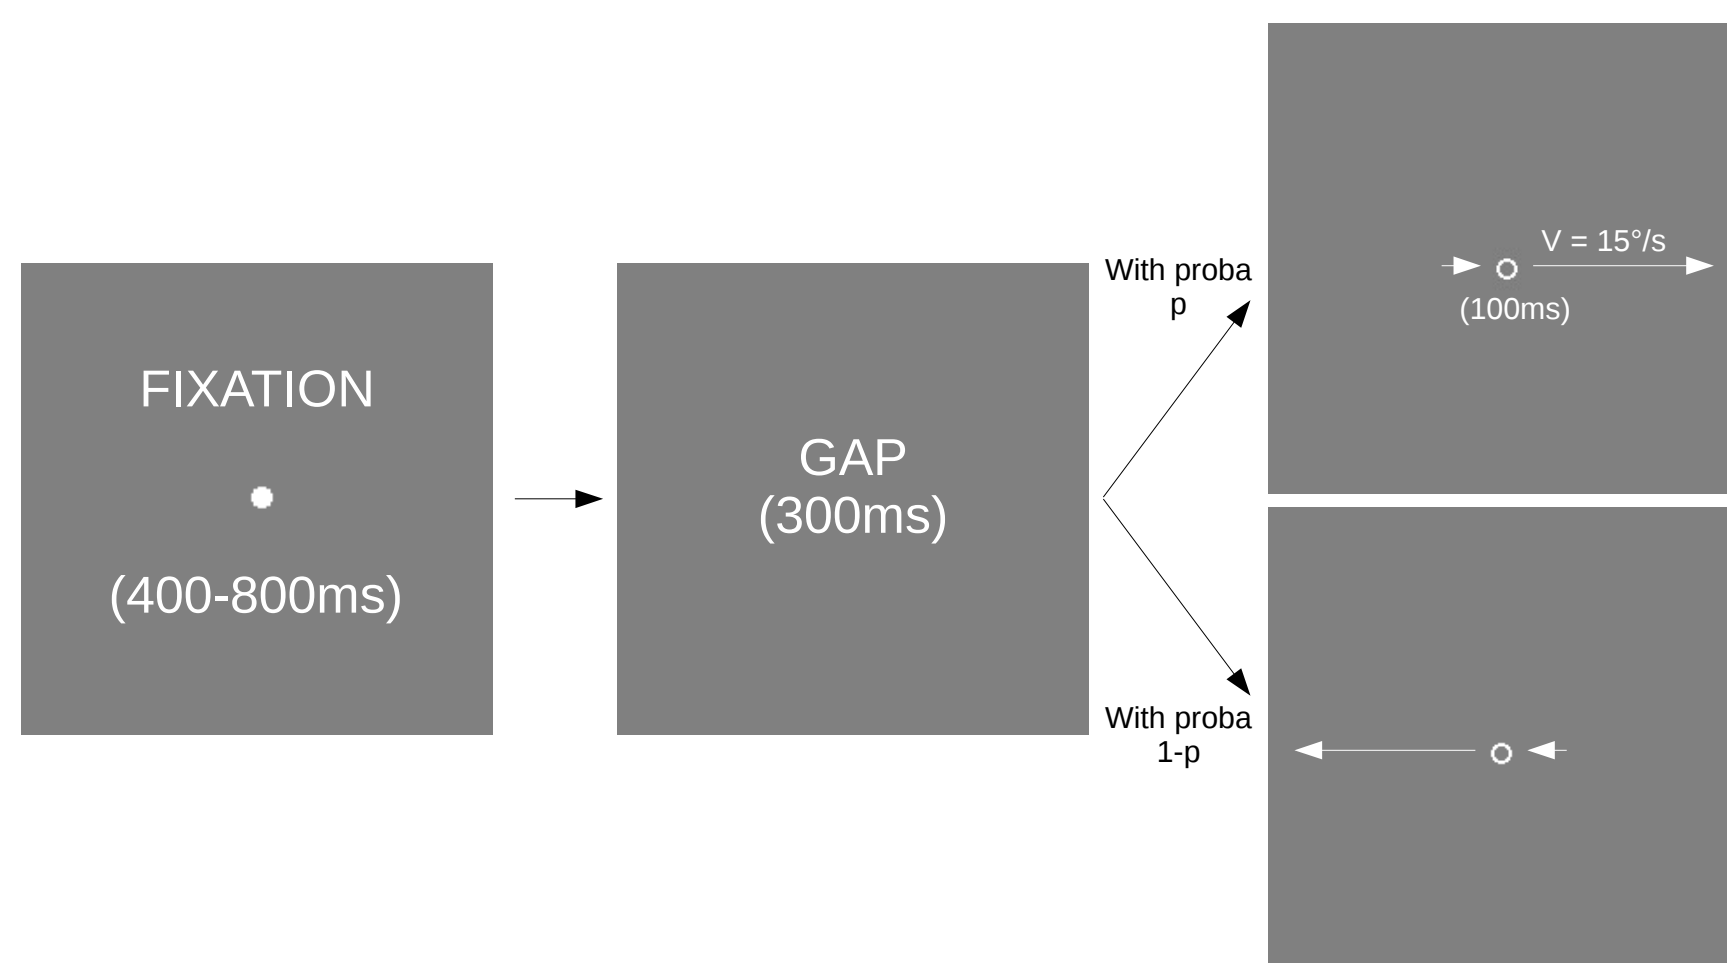 FIXATION
(400-800ms)
GAP
(300ms)
With proba
p
V = 15°/s
(100ms)
With proba
1-p